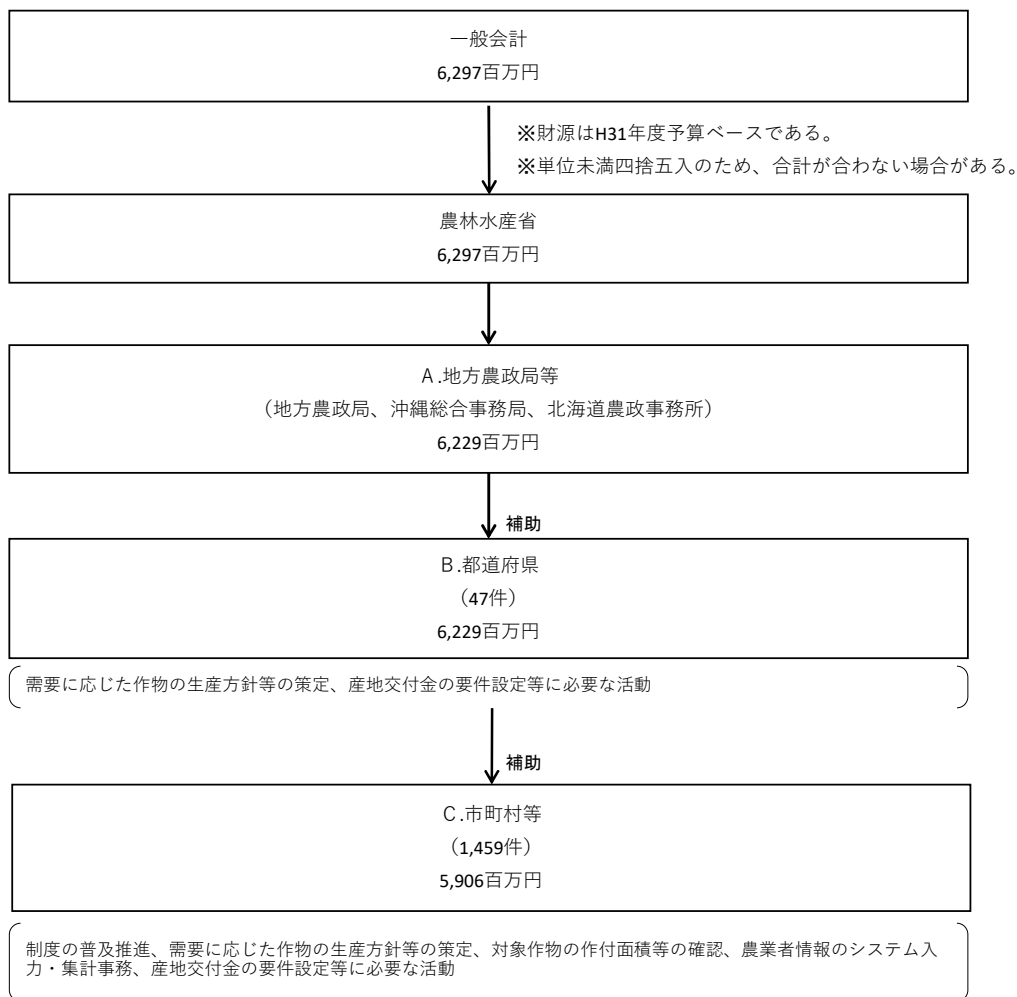 一般会計
6,297百万円
※財源はH31年度予算ベースである。
※単位未満四捨五入のため、合計が合わない場合がある。
農林水産省
6,297百万円
A.地方農政局等
（地方農政局、沖縄総合事務局、北海道農政事務所）
6,229百万円
補助
B.都道府県
（47件）
6,229百万円
需要に応じた作物の生産方針等の策定、産地交付金の要件設定等に必要な活動
補助
C.市町村等
（1,459件）
5,906百万円
制度の普及推進、需要に応じた作物の生産方針等の策定、対象作物の作付面積等の確認、農業者情報のシステム入
力・集計事務、産地交付金の要件設定等に必要な活動